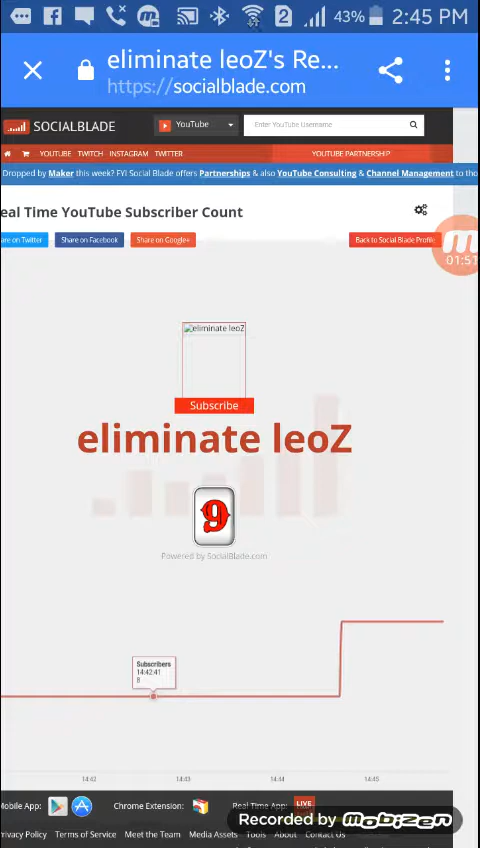 2 43% 2:45 PM
eliminate leoZ's Re...
https://socialblade.com
SOCIALBLADE YouTube Enter YouTube Username
YOUTUBE TWITCH INSTAGRAM TWITTER YOUTUBE PARTNERSHIP
Dropped by Maker this week? FYI Social Blade offers Partnerships & also YouTube Consulting & Channel Management to tho
eal Time YouTube Subscriber Count
are on Twitter Share on Facebook Share on Google+ Back to Social Blade Profile
01:51
eliminate leoZ
Subscribe
eliminate leoZ
9
Powered by SocialBlade.com
Subscribers
14:42:41
8
14:42 14:43 14:44 14:45
Mobile App: Chrome Extension: Real Time App: LIVE
Recorded by mobizen
rivacy Policy Terms of Service Meet the Team Media Assets Tools About Contact Us